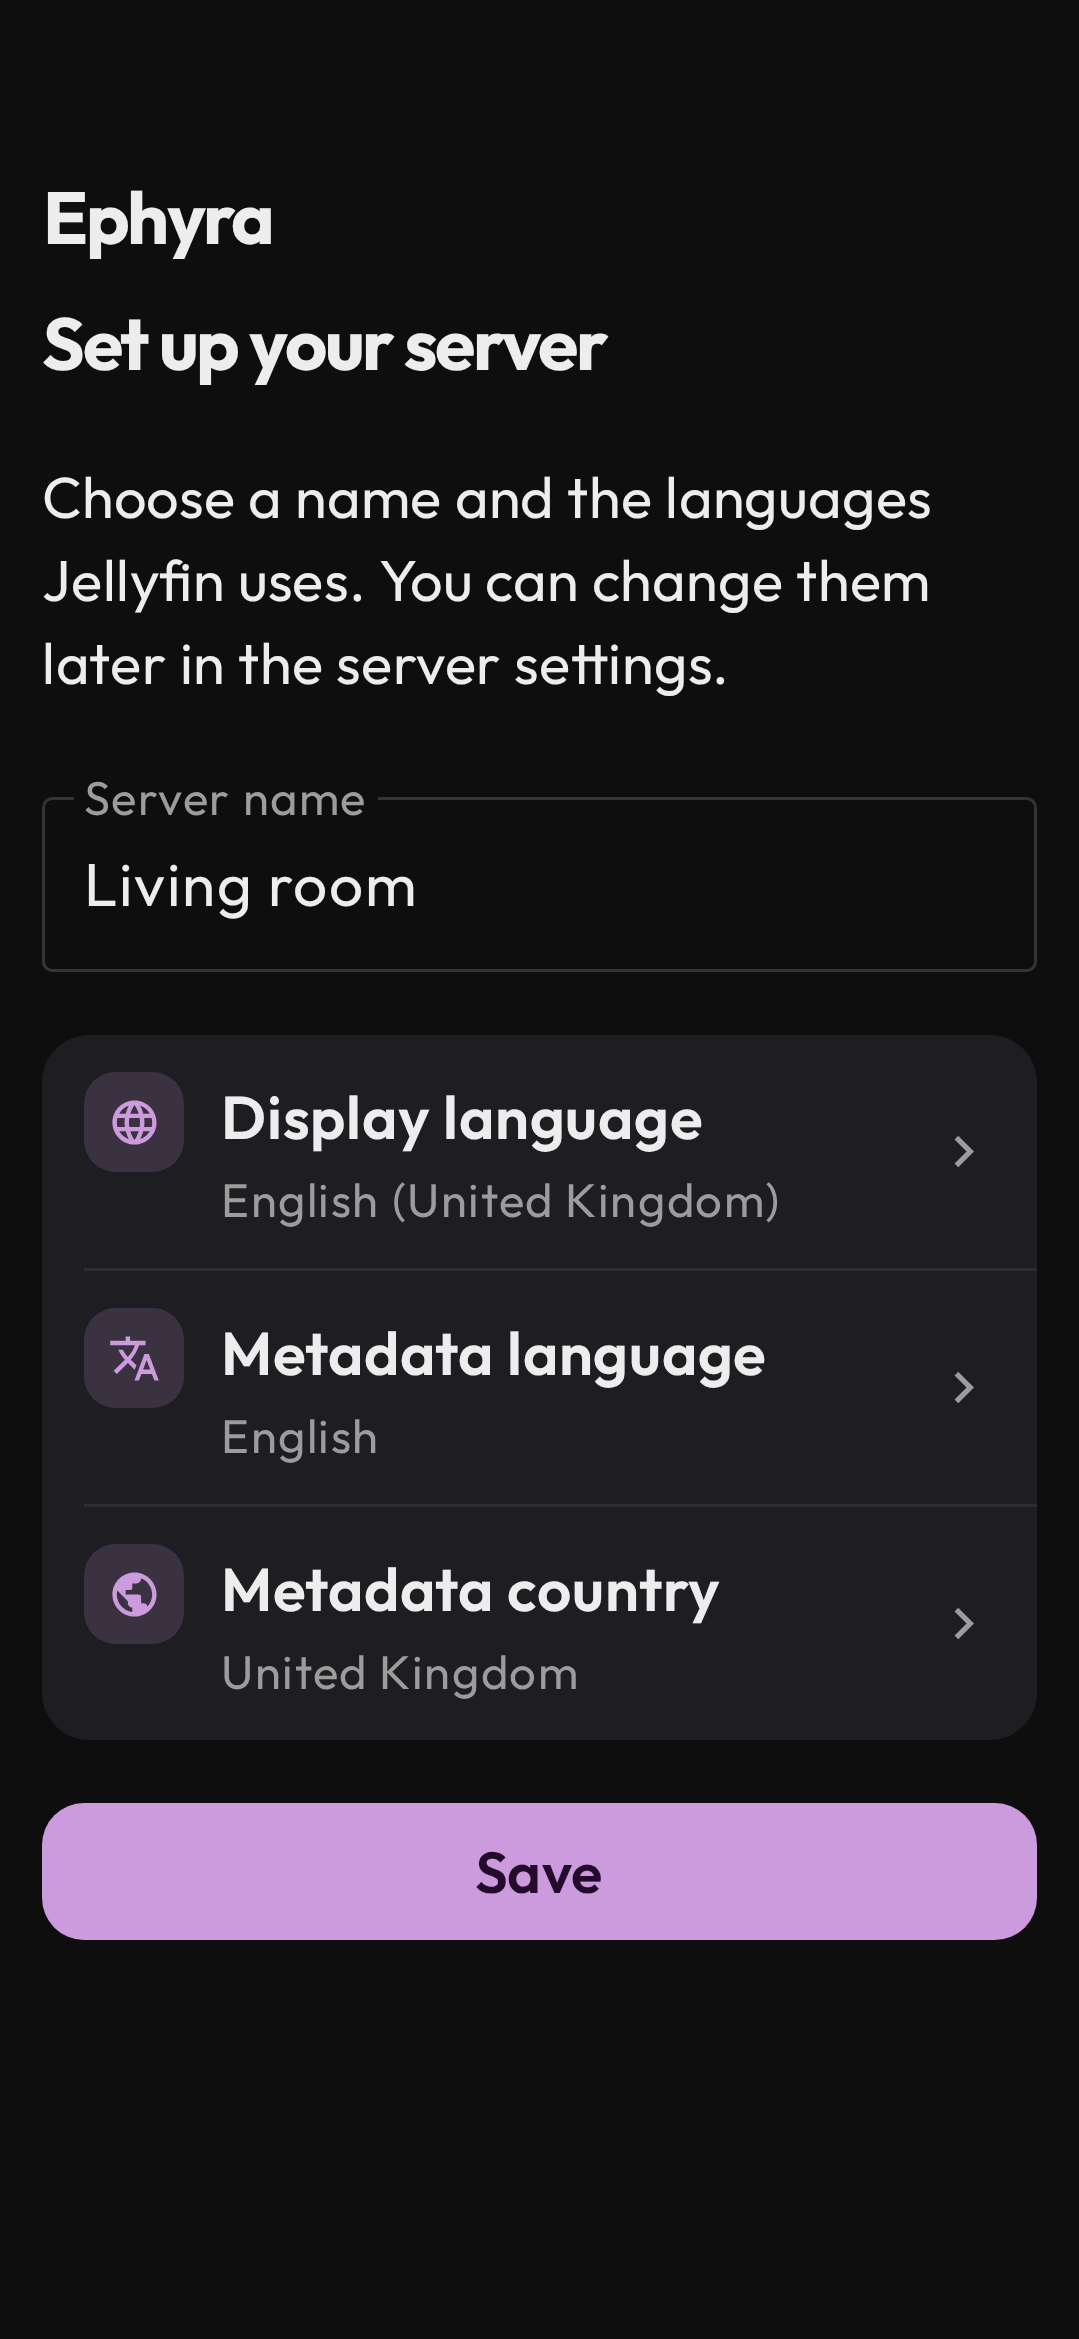 Ephyra
Set up your server
Choose a name and the languages
Jellyfin uses. You can change them
later in the server settings.
Server name
Living room
Display language
English (United Kingdom)
Metadata language
English
Metadata country
United Kingdom
Save